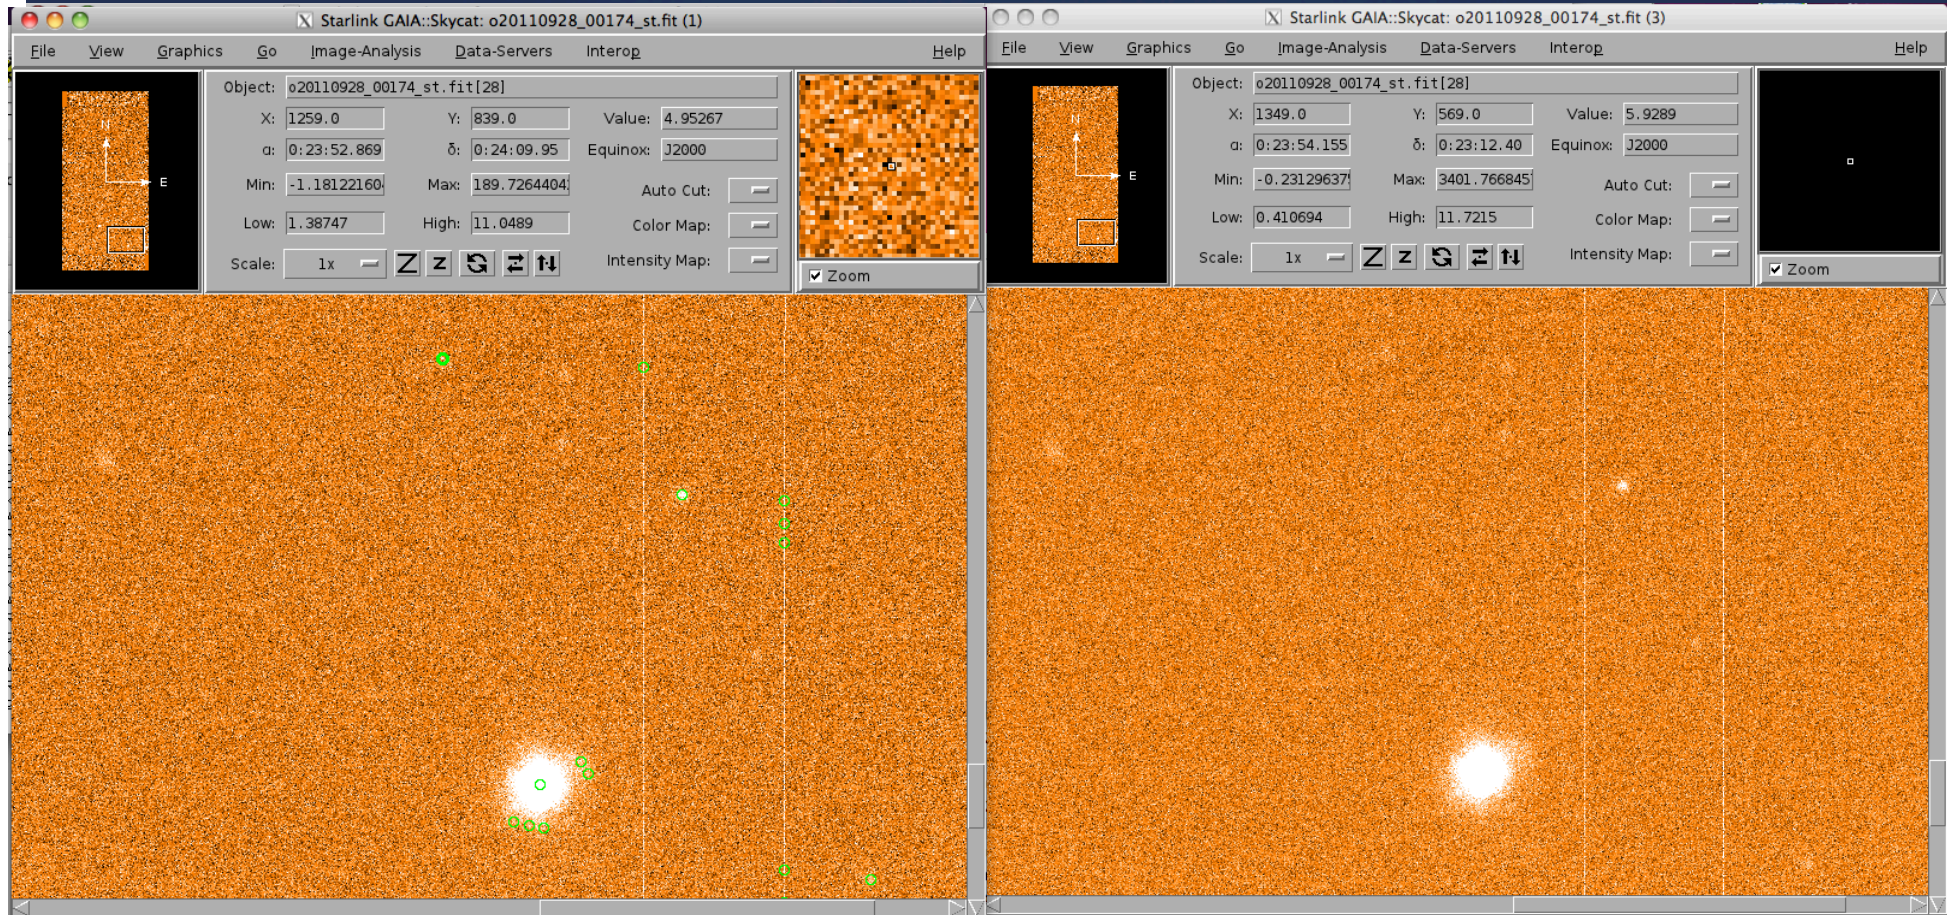 Starlink GAIA::Skycat: o20110928_00174_st.fit (1)
File View Graphics Go Image-Analysis Data-Servers Interop Help
N
E
Object: o20110928_00174_st.fit[28]
X: 1259.0 Y: 839.0 Value: 4.95267
α: 0:23:52.869 δ: 0:24:09.95 Equinox: J2000
Min: -1.18122160 Max: 189.7264404 Auto Cut:
Low: 1.38747 High: 11.0489 Color Map:
Scale: 1x Z z Intensity Map:
Zoom
Starlink GAIA::Skycat: o20110928_00174_st.fit (3)
File View Graphics Go Image-Analysis Data-Servers Interop Help
N
E
Object: o20110928_00174_st.fit[28]
X: 1349.0 Y: 569.0 Value: 5.9289
α: 0:23:54.155 δ: 0:23:12.40 Equinox: J2000
Min: -0.23129637 Max: 3401.766845 Auto Cut:
Low: 0.410694 High: 11.7215 Color Map:
Scale: 1x Z z Intensity Map:
Zoom